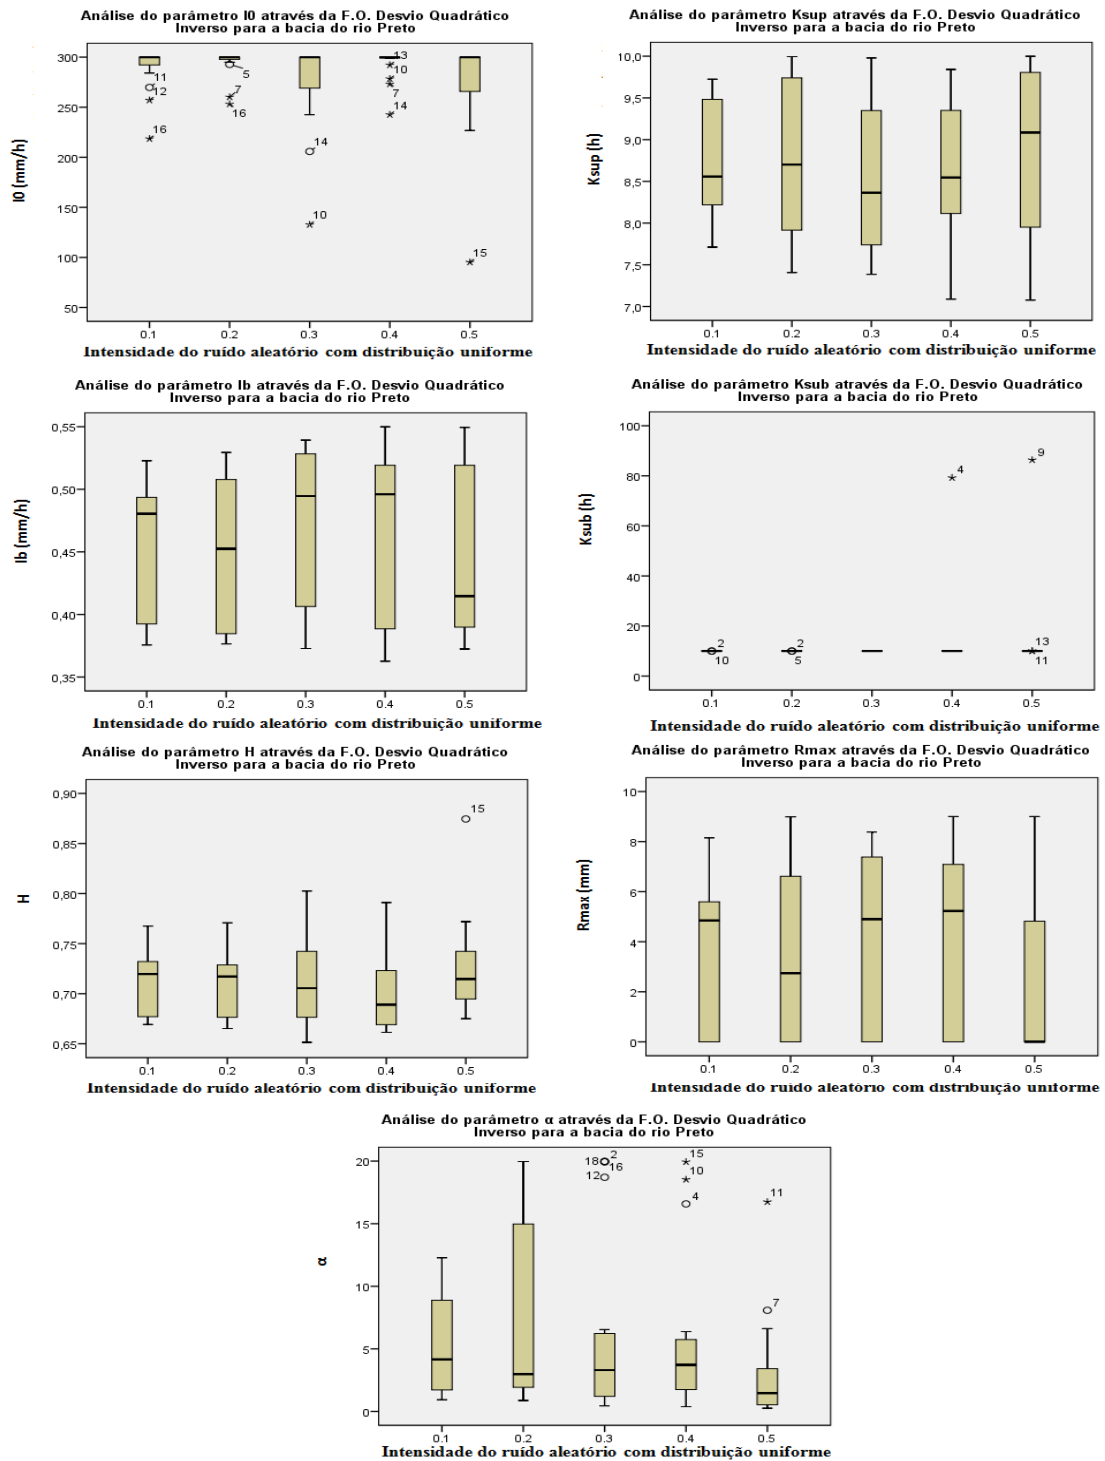 Análise do parâmetro I0 através da F.O. Desvio Quadrático
Inverso para a bacia do rio Preto
I0 (mm/h)
300
250
200
150
100
50
11
12
16
5
7
16
14
10
13
10
7
14
15
0.1 0.2 0.3 0.4 0.5
Intensidade do ruído aleatório com distribuição uniforme
Análise do parâmetro Ksup através da F.O. Desvio Quadrático
Inverso para a bacia do rio Preto
Ksup (h)
10,0
9,5
9,0
8,5
8,0
7,5
7,0
0.1 0.2 0.3 0.4 0.5
Intensidade do ruído aleatório com distribuição uniforme
Análise do parâmetro Ib através da F.O. Desvio Quadrático
Inverso para a bacia do rio Preto
Ib (mm/h)
0,55
0,50
0,45
0,40
0,35
0.1 0.2 0.3 0.4 0.5
Intensidade do ruído aleatório com distribuição uniforme
Análise do parâmetro Ksub através da F.O. Desvio Quadrático
Inverso para a bacia do rio Preto
Ksub (h)
100
80
60
40
20
0
2
10
2
5
4
9
13
11
0.1 0.2 0.3 0.4 0.5
Intensidade do ruído aleatório com distribuição uniforme
Análise do parâmetro H através da F.O. Desvio Quadrático
Inverso para a bacia do rio Preto
H
0,90
0,85
0,80
0,75
0,70
0,65
15
0.1 0.2 0.3 0.4 0.5
Intensidade do ruído aleatório com distribuição uniforme
Análise do parâmetro Rmax através da F.O. Desvio Quadrático
Inverso para a bacia do rio Preto
Rmax (mm)
10
8
6
4
2
0
0.1 0.2 0.3 0.4 0.5
Intensidade do ruído aleatório com distribuição uniforme
Análise do parâmetro α através da F.O. Desvio Quadrático
Inverso para a bacia do rio Preto
α
20
15
10
5
0
18 2
12 16
15
10
4
11
7
0.1 0.2 0.3 0.4 0.5
Intensidade do ruído aleatório com distribuição uniforme